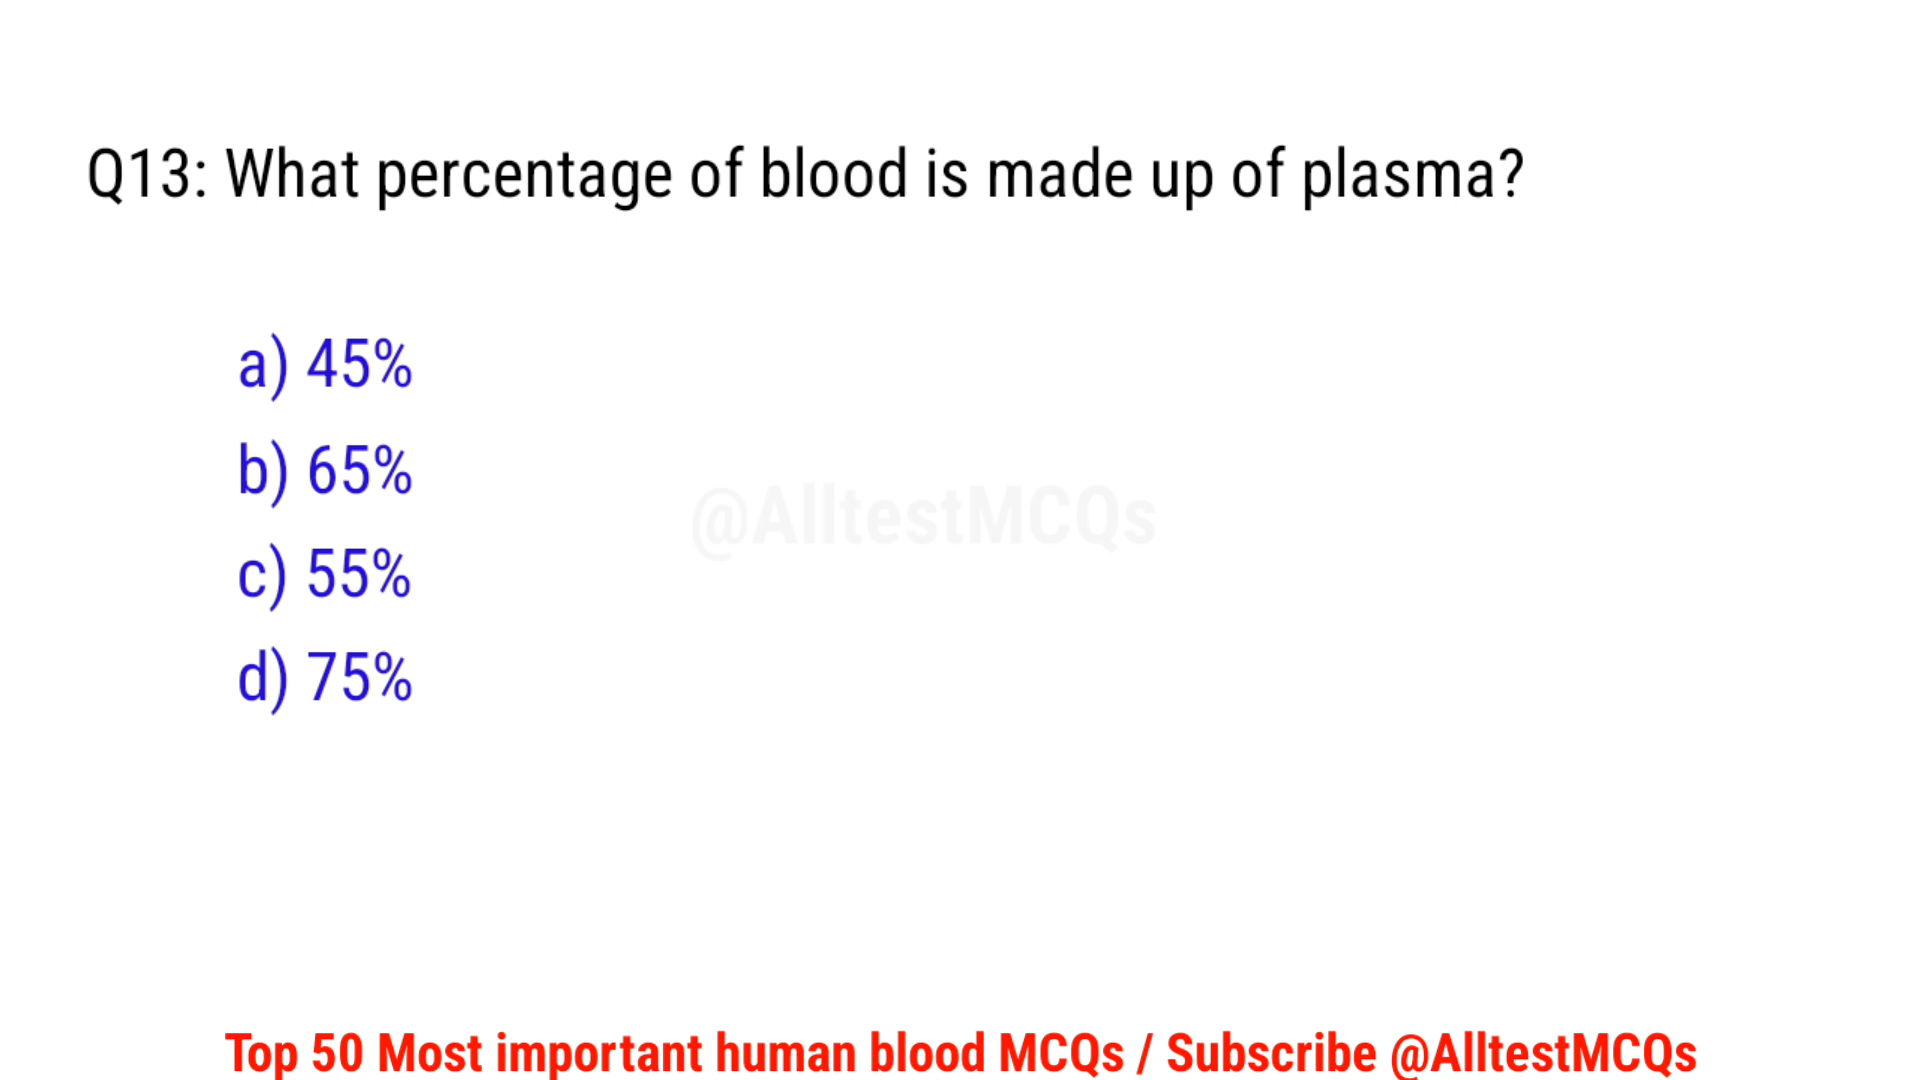 Q13: What percentage of blood is made up of plasma?
a) 45%
b) 65%
@AlltestMCQs
c) 55%
d) 75%
Top 50 Most important human blood MCQs / Subscribe @AlltestMCQs